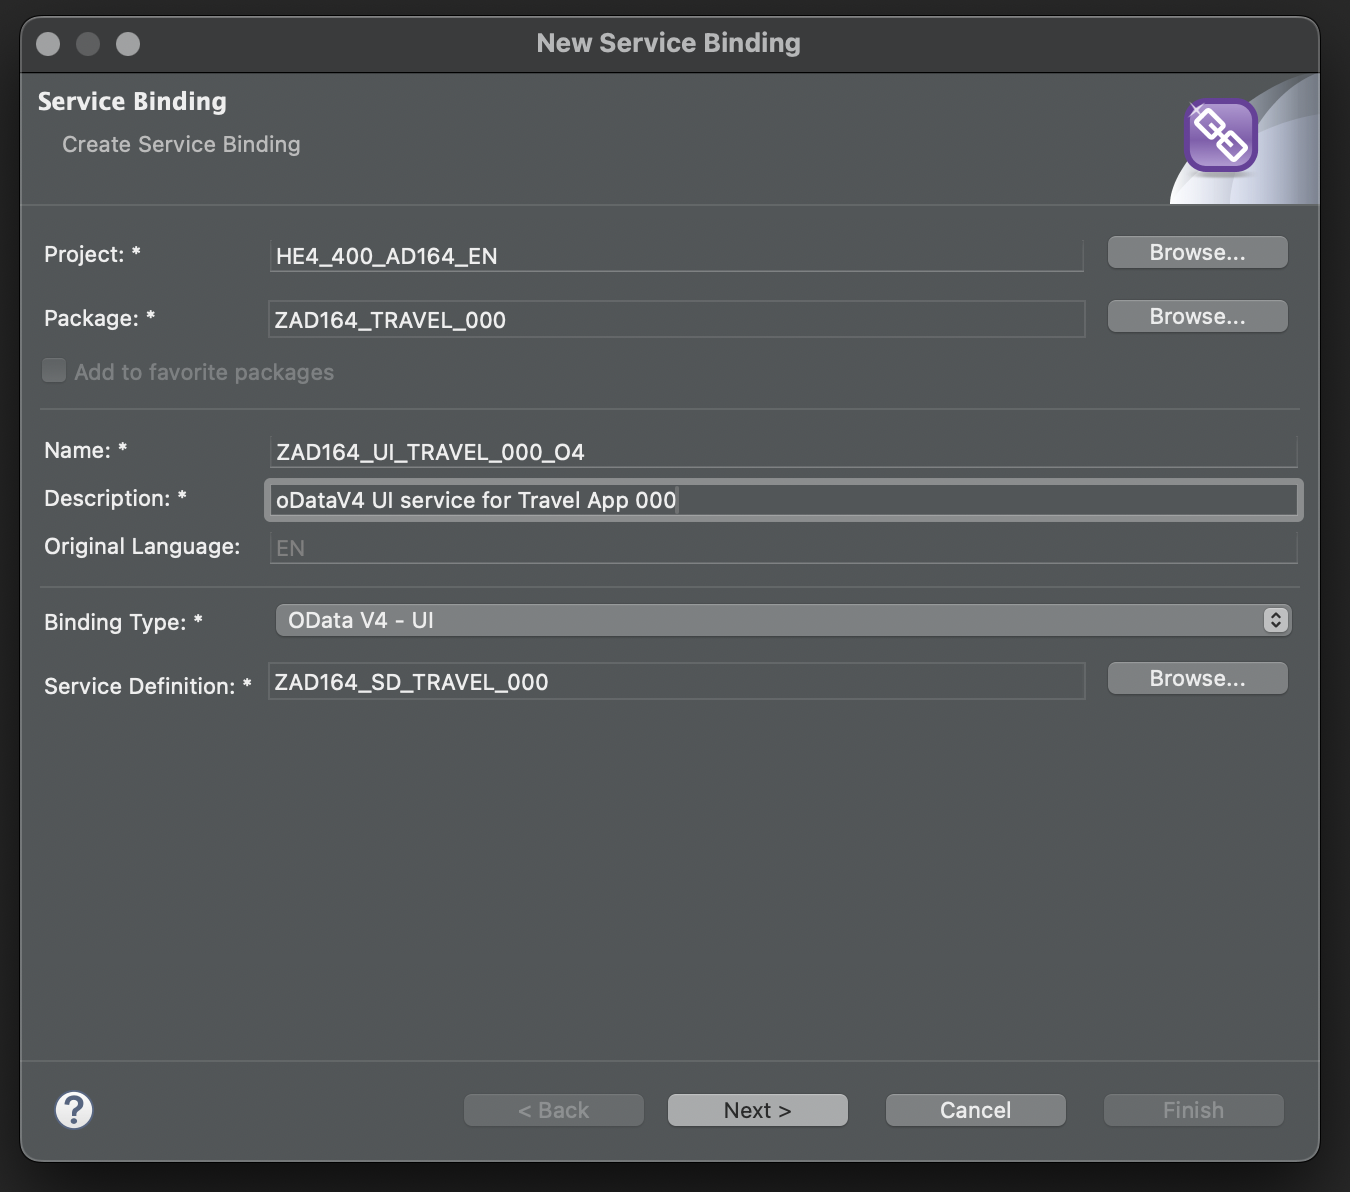 New Service Binding
Service Binding
Create Service Binding
Project: * HE4_400_AD164_EN Browse...
Package: * ZAD164_TRAVEL_000 Browse...
Add to favorite packages
Name: * ZAD164_UI_TRAVEL_000_O4
Description: * oDataV4 UI service for Travel App 000
Original Language: EN
Binding Type: * OData V4 - UI
Service Definition: * ZAD164_SD_TRAVEL_000 Browse...
? < Back Next > Cancel Finish